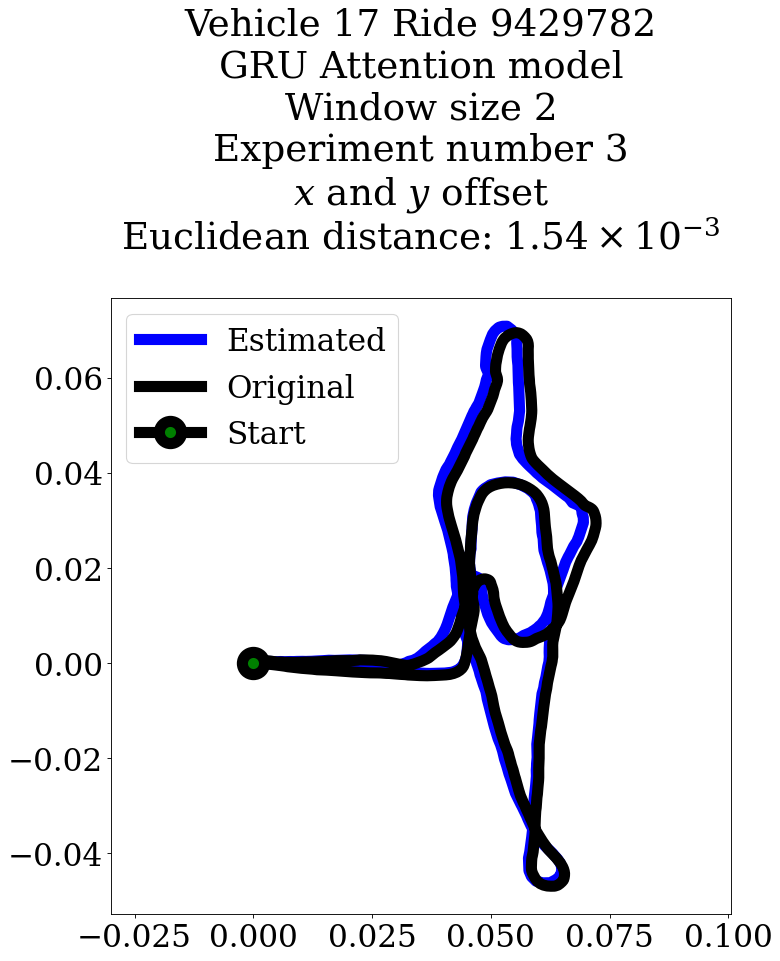 Vehicle 17 Ride 9429782
GRU Attention model
Window size 2
Experiment number 3
x and y offset
Euclidean distance: 1.54 × 10⁻³
Estimated
Original
Start
0.06
0.04
0.02
0.00
−0.02
−0.04
−0.025 0.000 0.025 0.050 0.075 0.100